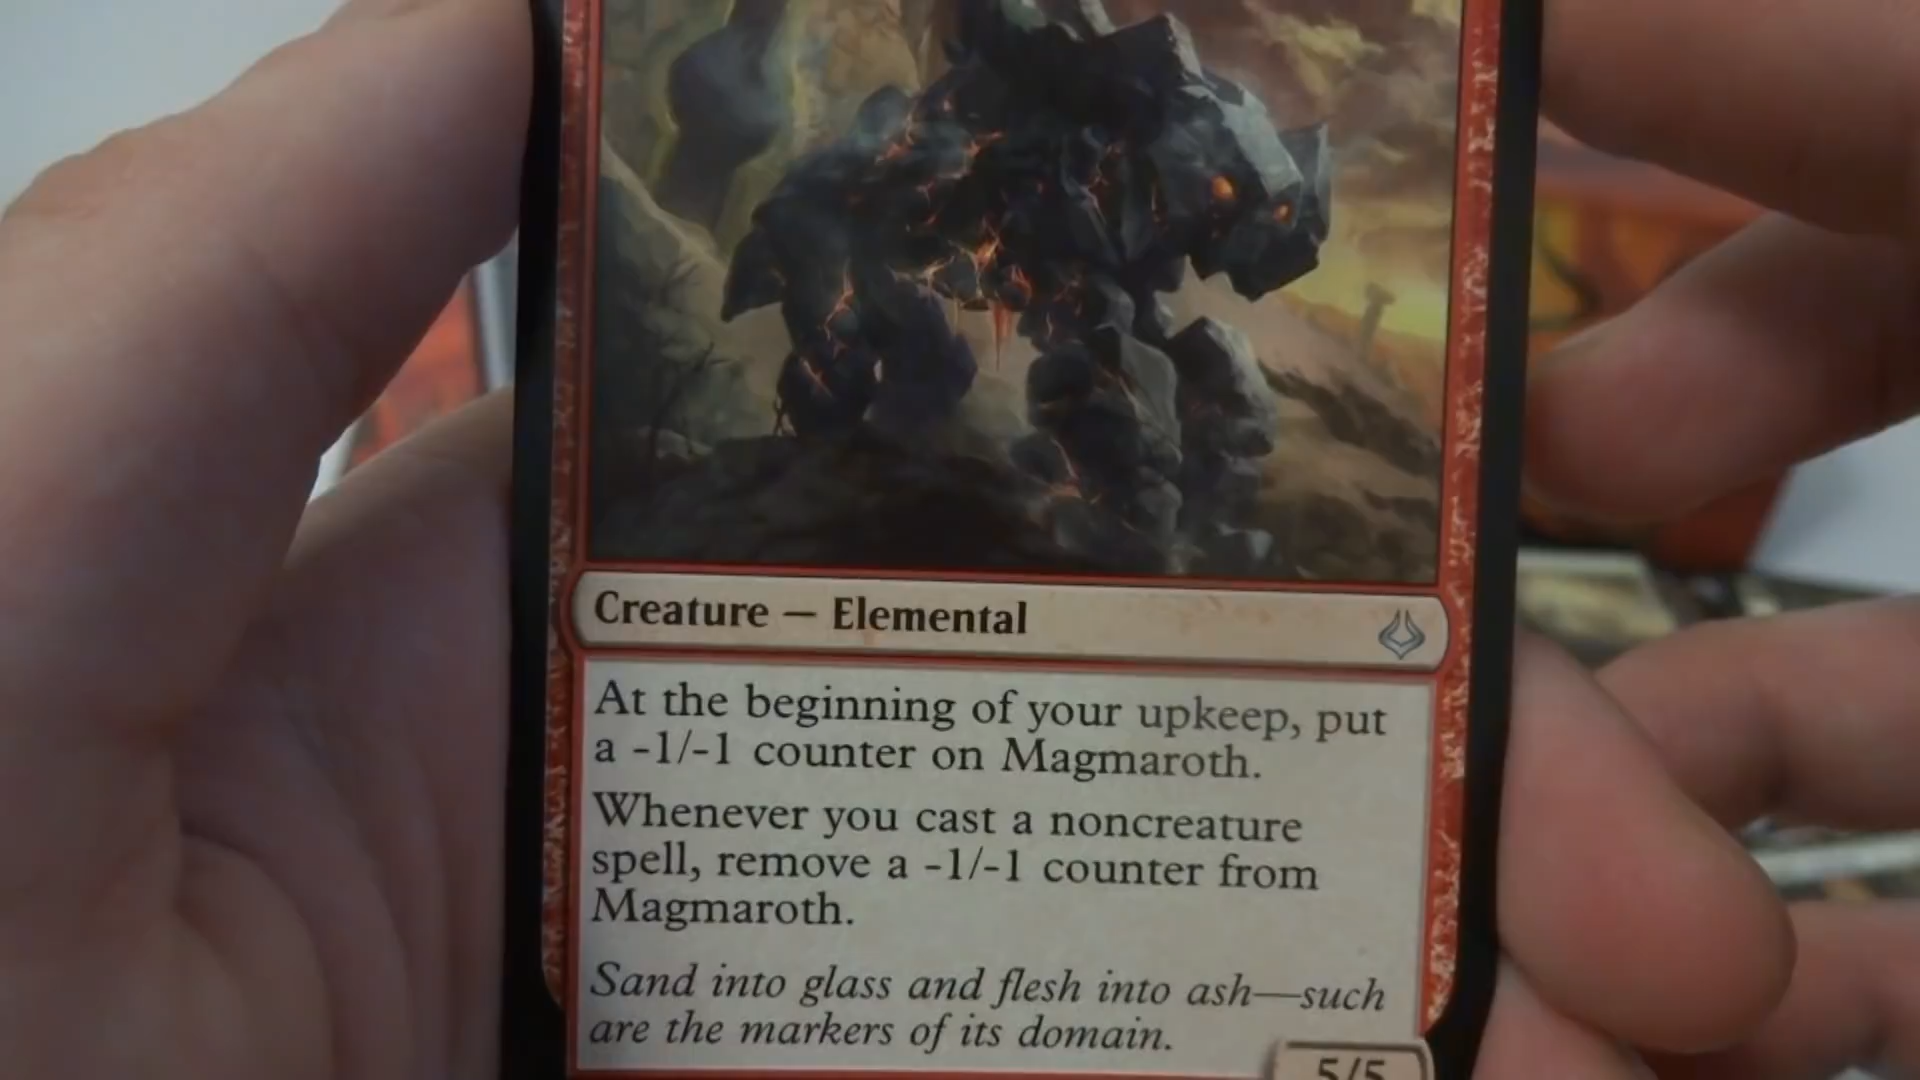 Creature — Elemental
At the beginning of your upkeep, put
a -1/-1 counter on Magmaroth.
Whenever you cast a noncreature
spell, remove a -1/-1 counter from
Magmaroth.
Sand into glass and flesh into ash—such
are the markers of its domain.
5/5